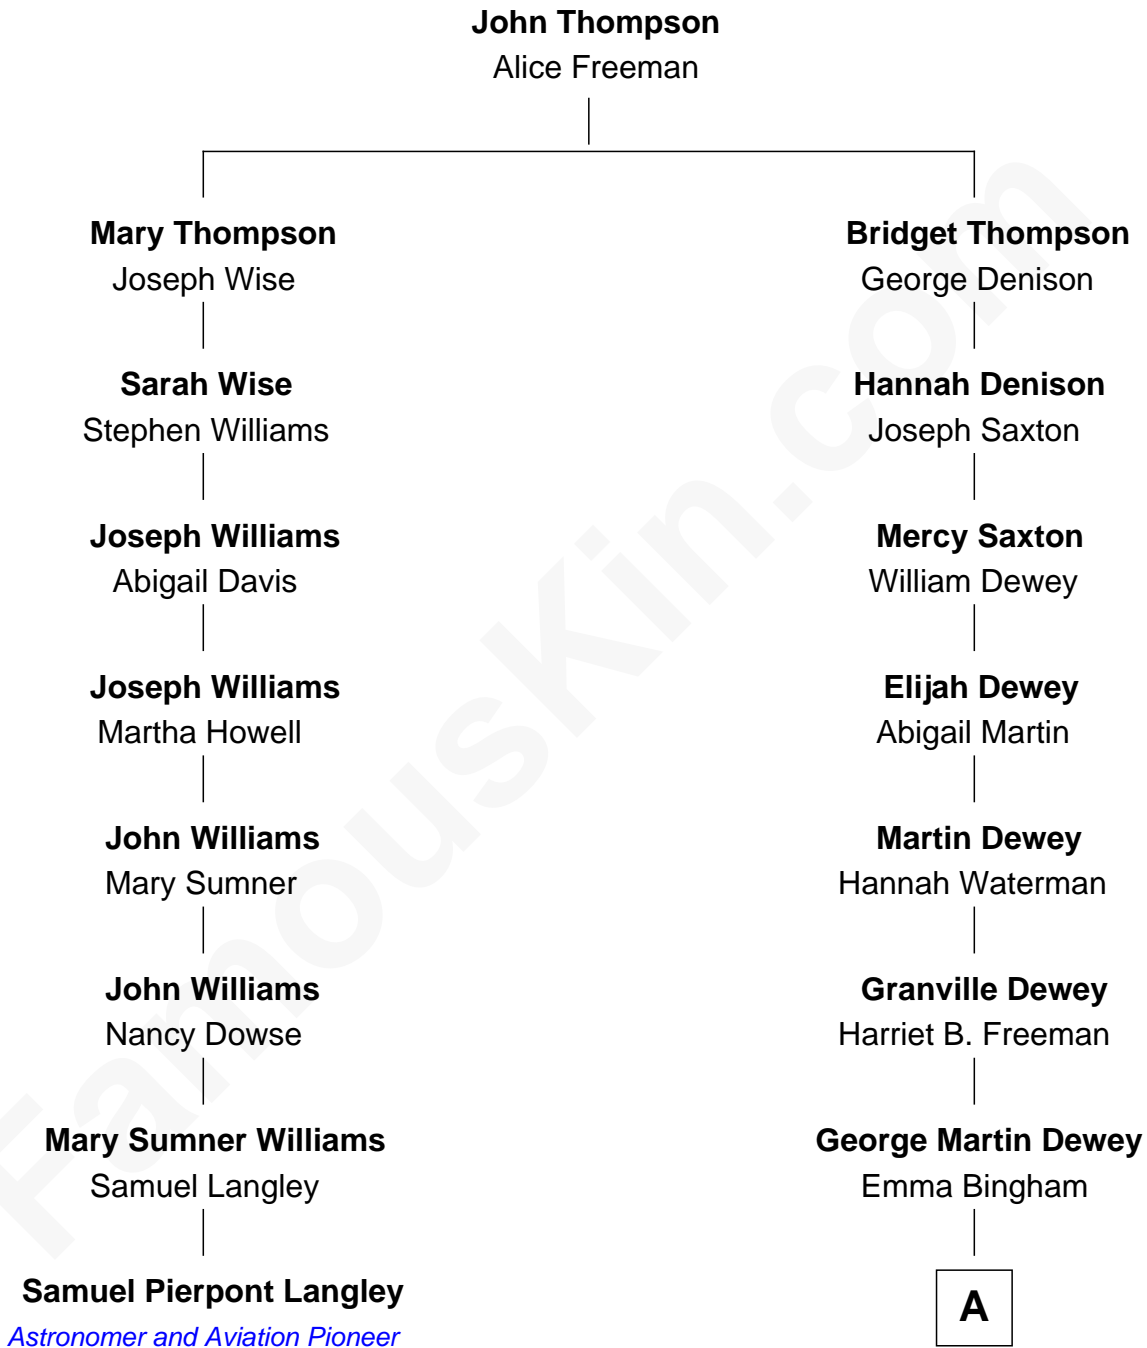 John Thompson
Alice Freeman
Mary Thompson
Joseph Wise
Bridget Thompson
George Denison
Sarah Wise
Stephen Williams
Hannah Denison
Joseph Saxton
Joseph Williams
Abigail Davis
Mercy Saxton
William Dewey
Joseph Williams
Martha Howell
Elijah Dewey
Abigail Martin
John Williams
Mary Sumner
Martin Dewey
Hannah Waterman
John Williams
Nancy Dowse
Granville Dewey
Harriet B. Freeman
Mary Sumner Williams
Samuel Langley
George Martin Dewey
Emma Bingham
Samuel Pierpont Langley
Astronomer and Aviation Pioneer
A
FamousKin.com